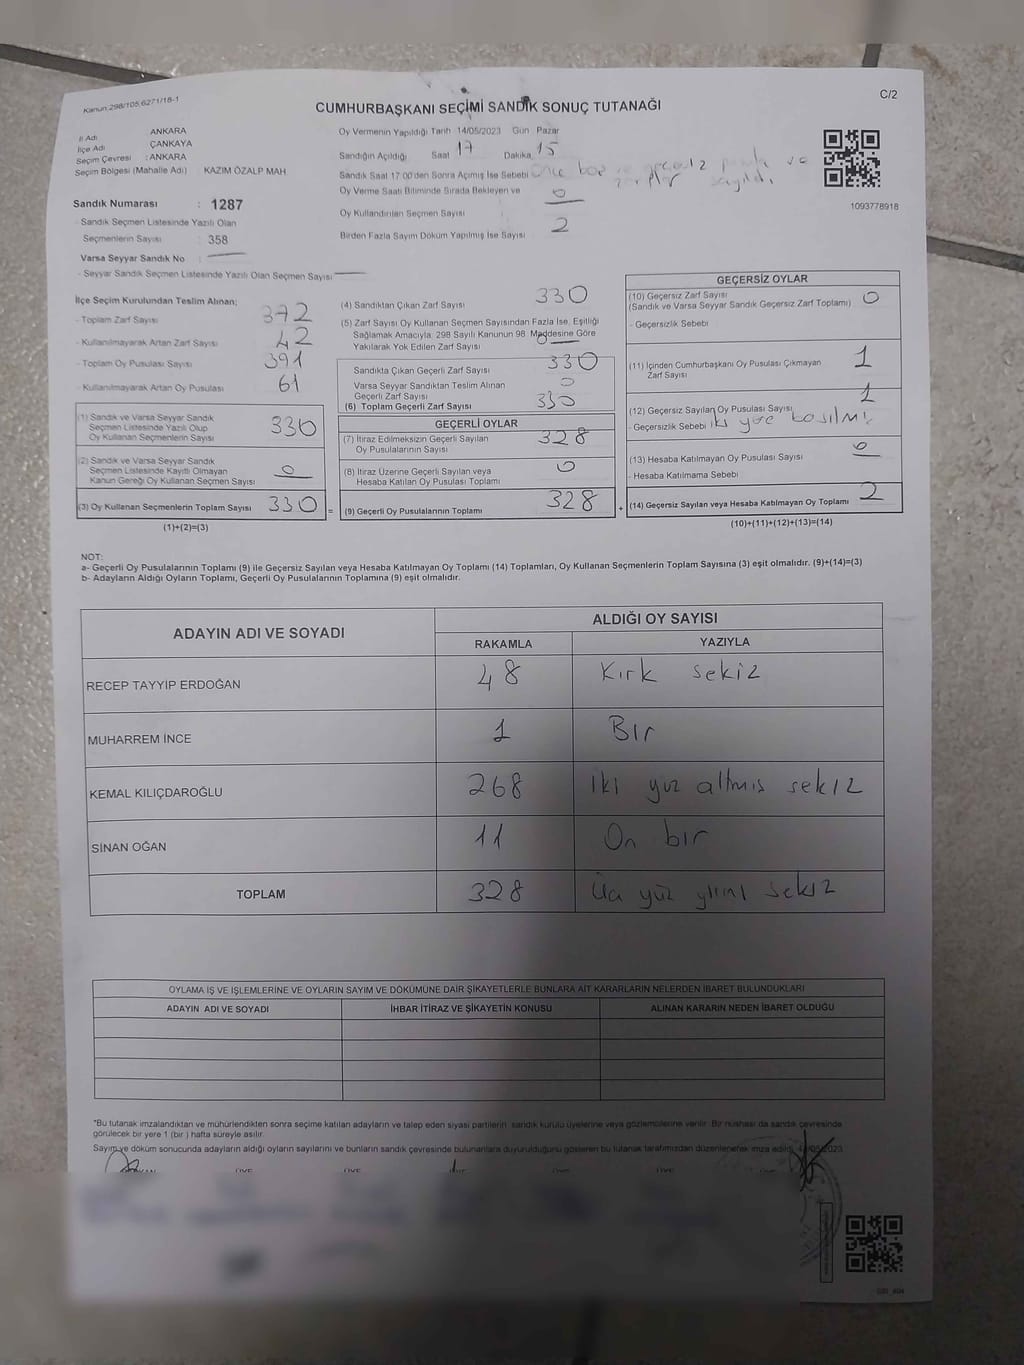 Kanun:298/105,6271/18-1
C/2
CUMHURBAŞKANI SEÇİMİ SANDIK SONUÇ TUTANAĞI
İl Adı ANKARA
İlçe Adı ÇANKAYA
Seçim Çevresi : ANKARA
Seçim Bölgesi (Mahalle Adı) KAZIM ÖZALP MAH
Sandık Numarası : 1287
- Sandık Seçmen Listesinde Yazılı Olan
Seçmenlerin Sayısı : 358
Varsa Seyyar Sandık No :
- Seyyar Sandık Seçmen Listesinde Yazılı Olan Seçmen Sayısı
Oy Vermenin Yapıldığı Tarih 14/05/2023 Gün Pazar
Sandığın Açıldığı Saat 17 Dakika 15
Sandık Saat 17:00'den Sonra Açımış İse Sebebi Önce boş ve geçersiz pusula ve
zarflar sayıldı
Oy Verme Saati Bitiminde Sırada Bekleyen ve 0
Oy Kullandırılan Seçmen Sayısı
Birden Fazla Sayım Döküm Yapılmış İse Sayısı 2
1093778918
İlçe Seçim Kurulundan Teslim Alınan;
- Toplam Zarf Sayısı 372
- Kullanılmayarak Artan Zarf Sayısı 42
- Toplam Oy Pusulası Sayısı 391
- Kullanılmayarak Artan Oy Pusulası 61
(1) Sandık ve Varsa Seyyar Sandık
Seçmen Listesinde Yazılı Olup 330
Oy Kullanan Seçmenlerin Sayısı
(2) Sandık ve Varsa Seyyar Sandık
Seçmen Listesinde Kayıtlı Olmayan 0
Kanun Gereği Oy Kullanan Seçmen Sayısı
(3) Oy Kullanan Seçmenlerin Toplam Sayısı 330 =
(1)+(2)=(3)
(4) Sandıktan Çıkan Zarf Sayısı 330
(5) Zarf Sayısı Oy Kullanan Seçmen Sayısından Fazla İse, Eşitliği
Sağlamak Amacıyla; 298 Sayılı Kanunun 98. Maddesine Göre
Yakılarak Yok Edilen Zarf Sayısı 0
Sandıkta Çıkan Geçerli Zarf Sayısı 330
Varsa Seyyar Sandıktan Teslim Alınan 0
Geçerli Zarf Sayısı
(6) Toplam Geçerli Zarf Sayısı 330
GEÇERLİ OYLAR
(7) İtiraz Edilmeksizin Geçerli Sayılan 328
Oy Pusulalarının Sayısı
(8) İtiraz Üzerine Geçerli Sayılan veya 0
Hesaba Katılan Oy Pusulası Toplamı
(9) Geçerli Oy Pusulalarının Toplamı 328 +
GEÇERSİZ OYLAR
(10) Geçersiz Zarf Sayısı 0
(Sandık ve Varsa Seyyar Sandık Geçersiz Zarf Toplamı)
- Geçersizlik Sebebi
(11) İçinden Cumhurbaşkanı Oy Pusulası Çıkmayan 1
Zarf Sayısı
(12) Geçersiz Sayılan Oy Pusulası Sayısı 1
- Geçersizlik Sebebi iki yüze basılmış
(13) Hesaba Katılmayan Oy Pusulası Sayısı 0
- Hesaba Katılmama Sebebi
(14) Geçersiz Sayılan veya Hesaba Katılmayan Oy Toplamı 2
(10)+(11)+(12)+(13)=(14)
NOT:
a- Geçerli Oy Pusulalarının Toplamı (9) ile Geçersiz Sayılan veya Hesaba Katılmayan Oy Toplamı (14) Toplamları, Oy Kullanan Seçmenlerin Toplam Sayısına (3) eşit olmalıdır. (9)+(14)=(3)
b- Adayların Aldığı Oyların Toplamı, Geçerli Oy Pusulalarının Toplamına (9) eşit olmalıdır.
ADAYIN ADI VE SOYADI
ALDIĞI OY SAYISI
RAKAMLA YAZIYLA
RECEP TAYYİP ERDOĞAN 48 Kırk sekiz
MUHARREM İNCE 1 Bır
KEMAL KILIÇDAROĞLU 268 iki yüz altmış sekız
SİNAN OĞAN 11 On bır
TOPLAM 328 Üç yüz yirmi sekız
OYLAMA İŞ VE İŞLEMLERİNE VE OYLARIN SAYIM VE DÖKÜMÜNE DAİR ŞİKAYETLERLE BUNLARA AİT KARARLARIN NELERDEN İBARET BULUNDUKLARI
ADAYIN ADI VE SOYADI İHBAR İTİRAZ VE ŞİKAYETİN KONUSU ALINAN KARARIN NEDEN İBARET OLDUĞU
*Bu tutanak imzalandıktan ve mühürlendikten sonra seçime katılan adayların ve talep eden siyasi partilerin sandık kurulu üyelerine veya gözlemcilerine verilir. Bir nüshası da sandık çevresinde
görülecek bir yere 1 (bir ) hafta süreyle asılır.
Sayım ve döküm sonucunda adayların aldığı oyların sayılarını ve bunların sandık çevresinde bulunanlara duyurulduğunu gösteren bu tutanak tarafımızdan düzenlenerek imza edildi.